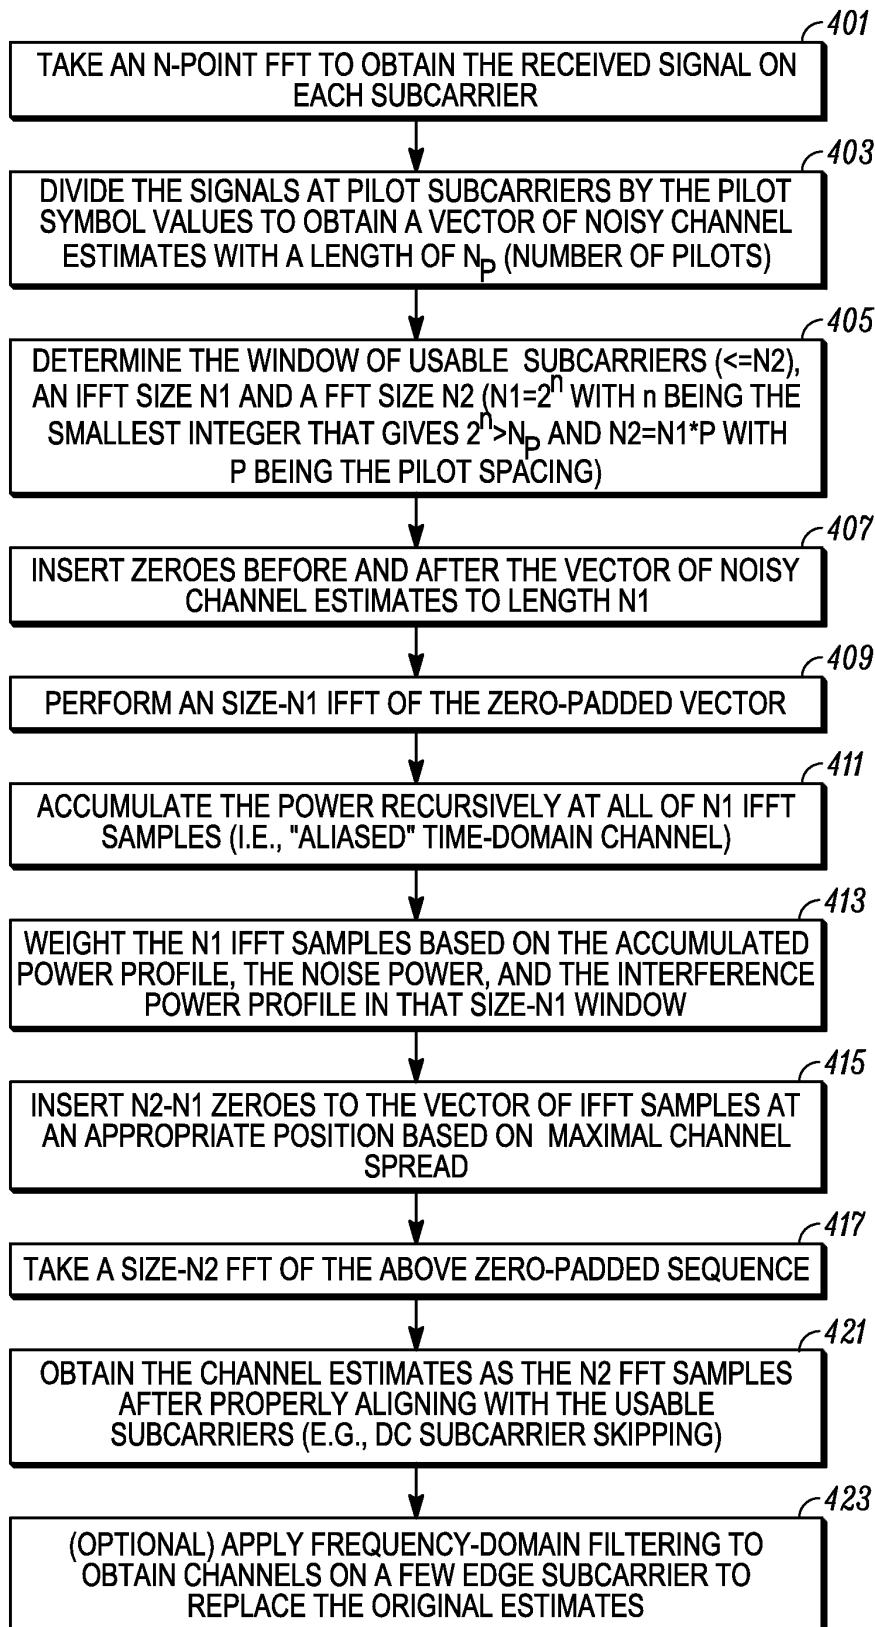 401
TAKE AN N-POINT FFT TO OBTAIN THE RECEIVED SIGNAL ON
EACH SUBCARRIER
403
DIVIDE THE SIGNALS AT PILOT SUBCARRIERS BY THE PILOT
SYMBOL VALUES TO OBTAIN A VECTOR OF NOISY CHANNEL
ESTIMATES WITH A LENGTH OF N_P (NUMBER OF PILOTS)
405
DETERMINE THE WINDOW OF USABLE SUBCARRIERS (<=N2),
AN IFFT SIZE N1 AND A FFT SIZE N2 (N1=2^n WITH n BEING THE
SMALLEST INTEGER THAT GIVES 2^n>N_P AND N2=N1*P WITH
P BEING THE PILOT SPACING)
407
INSERT ZEROES BEFORE AND AFTER THE VECTOR OF NOISY
CHANNEL ESTIMATES TO LENGTH N1
409
PERFORM AN SIZE-N1 IFFT OF THE ZERO-PADDED VECTOR
411
ACCUMULATE THE POWER RECURSIVELY AT ALL OF N1 IFFT
SAMPLES (I.E., "ALIASED" TIME-DOMAIN CHANNEL)
413
WEIGHT THE N1 IFFT SAMPLES BASED ON THE ACCUMULATED
POWER PROFILE, THE NOISE POWER, AND THE INTERFERENCE
POWER PROFILE IN THAT SIZE-N1 WINDOW
415
INSERT N2-N1 ZEROES TO THE VECTOR OF IFFT SAMPLES AT
AN APPROPRIATE POSITION BASED ON MAXIMAL CHANNEL
SPREAD
417
TAKE A SIZE-N2 FFT OF THE ABOVE ZERO-PADDED SEQUENCE
421
OBTAIN THE CHANNEL ESTIMATES AS THE N2 FFT SAMPLES
AFTER PROPERLY ALIGNING WITH THE USABLE
SUBCARRIERS (E.G., DC SUBCARRIER SKIPPING)
423
(OPTIONAL) APPLY FREQUENCY-DOMAIN FILTERING TO
OBTAIN CHANNELS ON A FEW EDGE SUBCARRIER TO
REPLACE THE ORIGINAL ESTIMATES